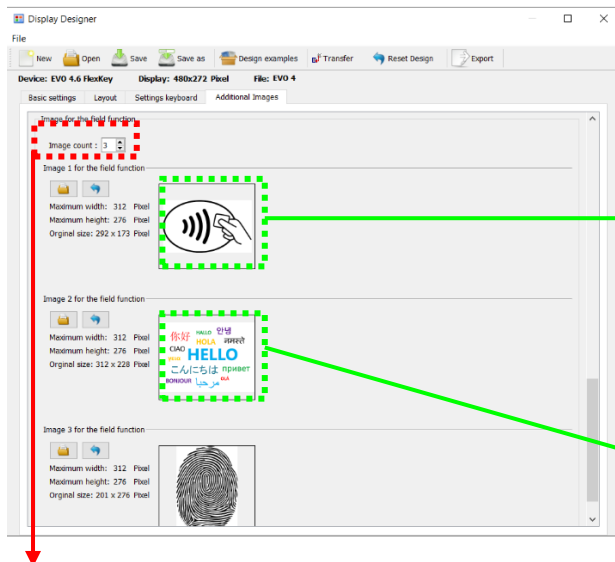 Display Designer
File
New Open Save Save as Design examples Transfer Reset Design Export
Device: EVO 4.6 FlexKey Display: 480x272 Pixel File: EVO 4
Basic settings Layout Settings keyboard Additional Images
Image for the field function
Image count : 3
Image 1 for the field function
Maximum width: 312 Pixel
Maximum height: 276 Pixel
Orginal size: 292 x 173 Pixel
Image 2 for the field function
Maximum width: 312 Pixel
Maximum height: 276 Pixel
Orginal size: 312 x 228 Pixel
你好 HALLO 안녕
HOLA नमस्ते
CIAO
HELLO
こんにちは привет
BONJOUR مرحبا
Image 3 for the field function
Maximum width: 312 Pixel
Maximum height: 276 Pixel
Orginal size: 201 x 276 Pixel